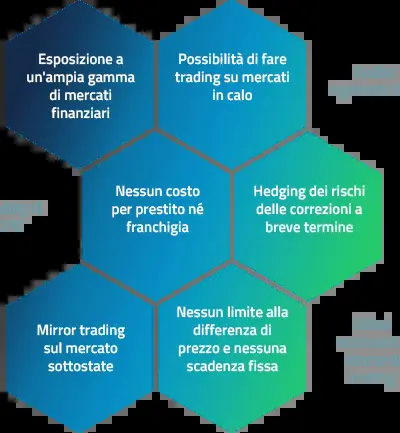 Esposizione a
un'ampia gamma
di mercati
finanziari
Possibilità di fare
trading su mercati
in calo
Nessun costo
per prestito né
franchigia
Hedging dei rischi
delle correzioni a
breve termine
Mirror trading
sul mercato
sottostate
Nessun limite alla
differenza di
prezzo e nessuna
scadenza fissa